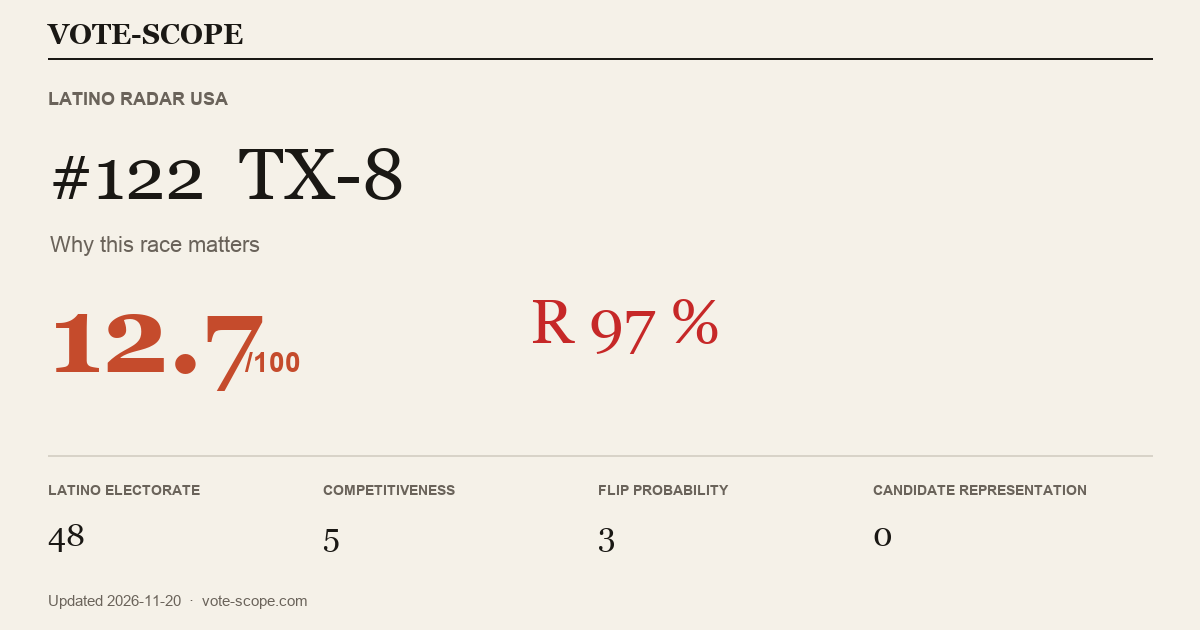 VOTE-SCOPE
LATINO RADAR USA
#122 TX-8
Why this race matters
12.7/100
R 97 %
LATINO ELECTORATE
COMPETITIVENESS
FLIP PROBABILITY
CANDIDATE REPRESENTATION
48
5
3
0
Updated 2026-11-20 · vote-scope.com